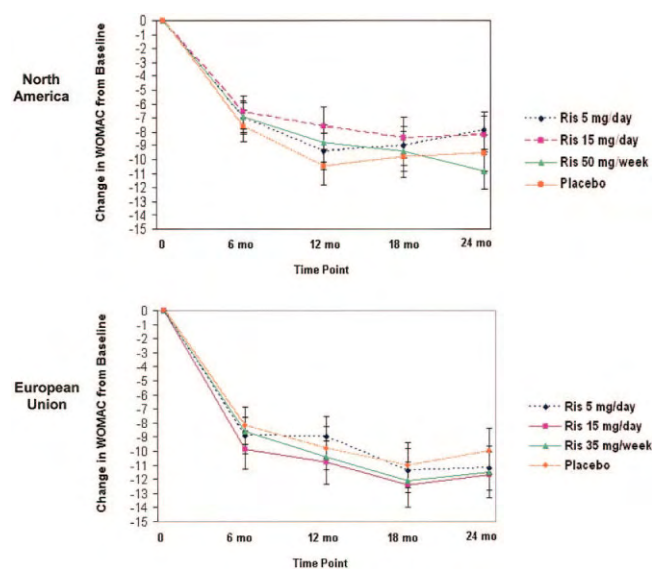 North
America
Change in WOMAC from Baseline
0
-1
-2
-3
-4
-5
-6
-7
-8
-9
-10
-11
-12
-13
-14
-15
0
6 mo
12 mo
18 mo
24 mo
Time Point
Ris 5 mg/day
Ris 15 mg/day
Ris 50 mg/week
Placebo
European
Union
Change in WOMAC from Baseline
0
-1
-2
-3
-4
-5
-6
-7
-8
-9
-10
-11
-12
-13
-14
-15
0
6 mo
12 mo
18 mo
24 mo
Time Point
Ris 5 mg/day
Ris 15 mg/day
Ris 35 mg/week
Placebo